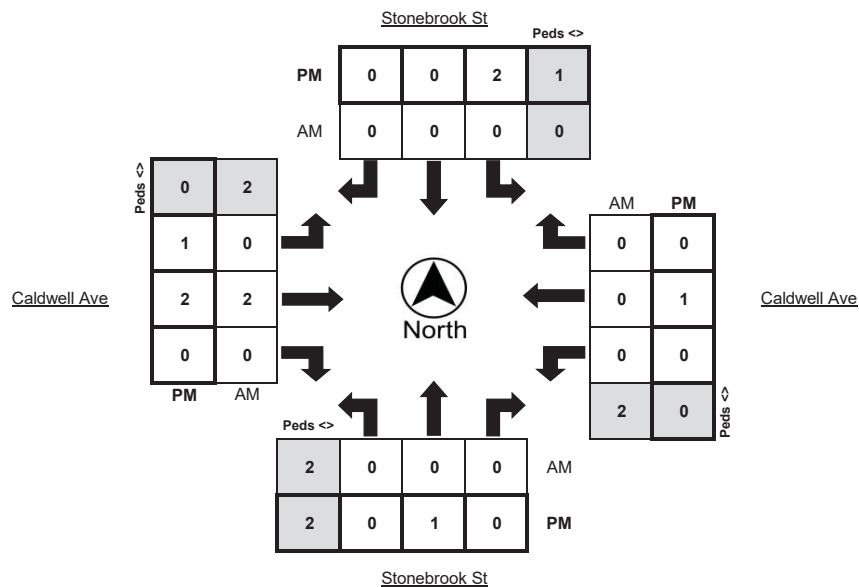 Stonebrook St
Peds <>
PM 0 0 2 1
AM 0 0 0 0
Peds <> 0 2
1 0
2 2
0 0
PM AM
Caldwell Ave
North
AM PM
0 0
0 1
0 0
2 0 Peds <>
Caldwell Ave
Peds <>
2 0 0 0 AM
2 0 1 0 PM
Stonebrook St